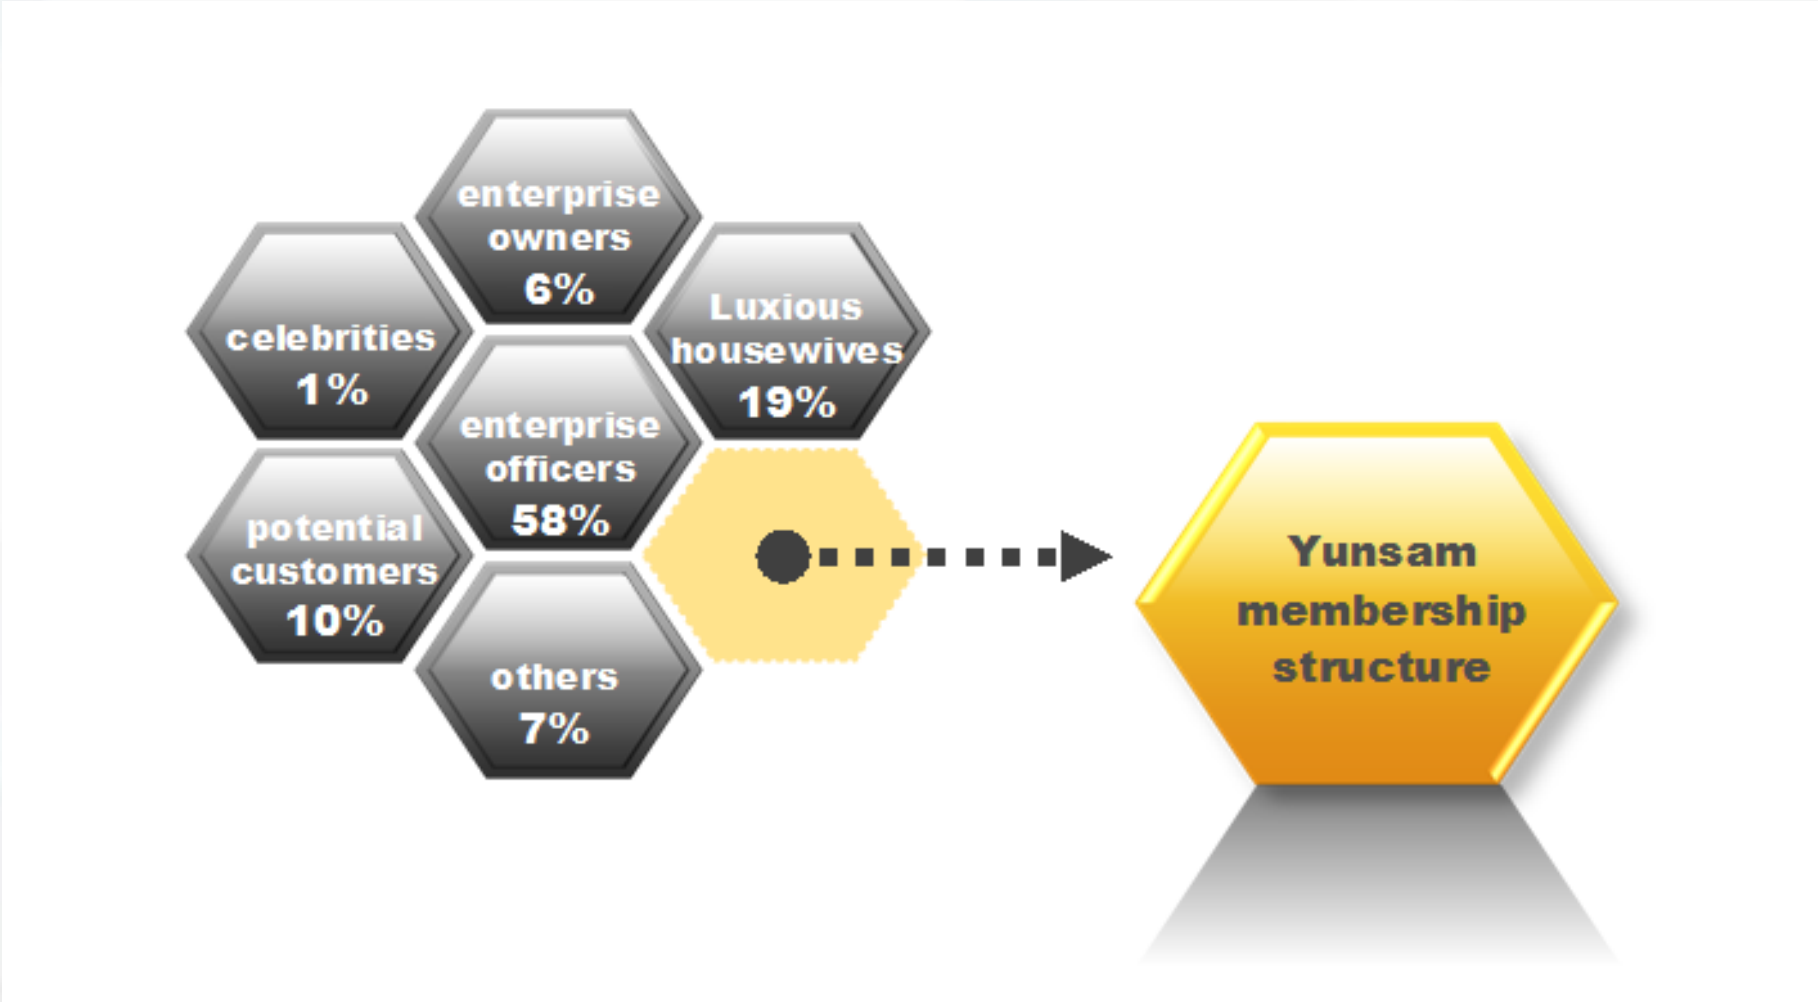 enterprise
owners
6%
celebrities
1%
Luxious
housewives
19%
enterprise
officers
58%
potential
customers
10%
others
7%
Yunsam
membership
structure